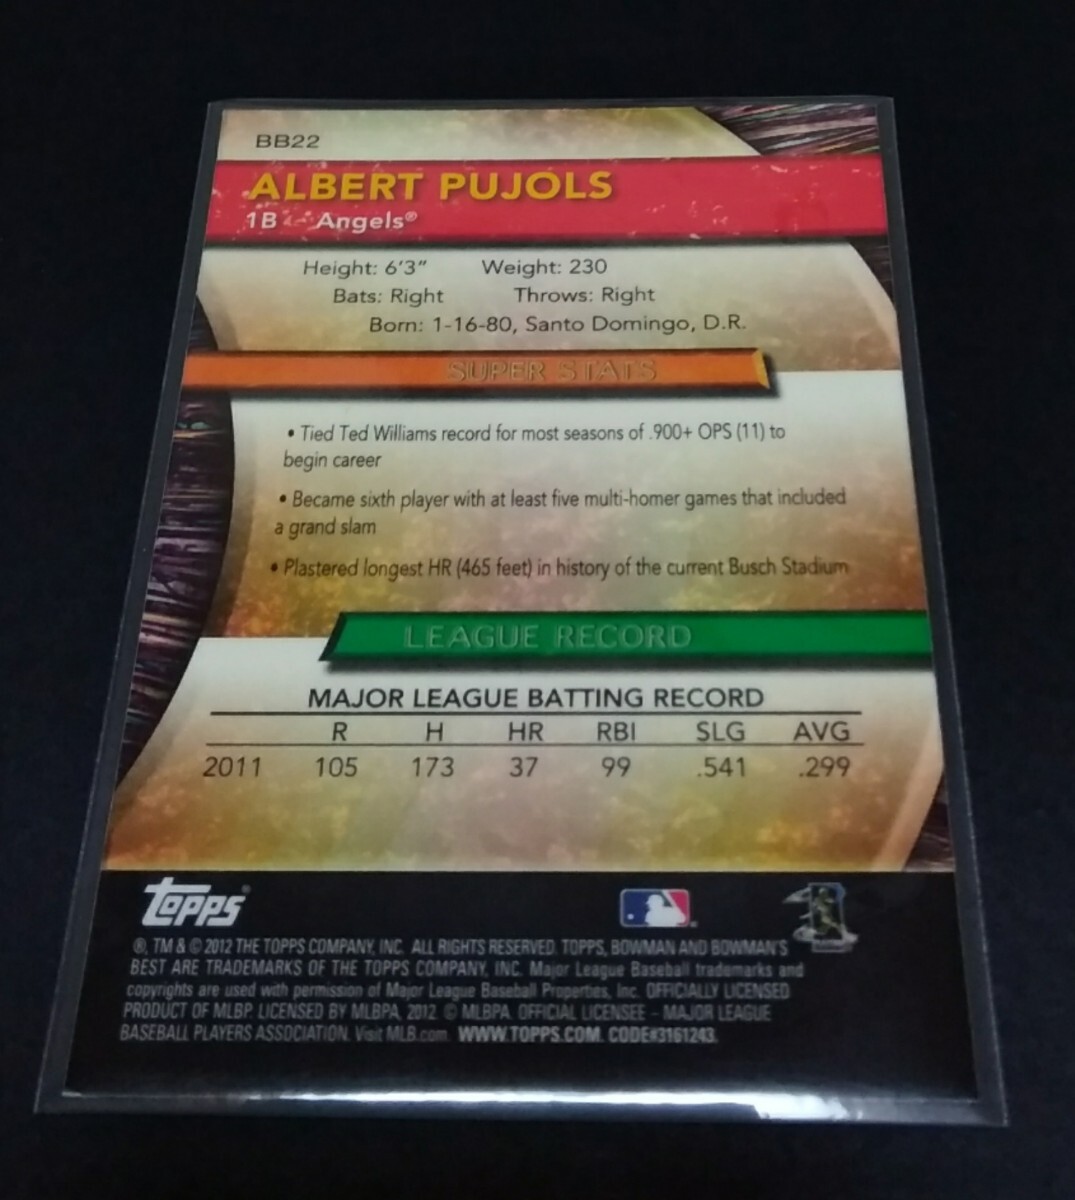 BB22
ALBERT PUJOLS
1B Angels®
Height: 6'3" Weight: 230
Bats: Right Throws: Right
Born: 1-16-80, Santo Domingo, D.R.
SUPER STATS
• Tied Ted Williams record for most seasons of .900+ OPS (11) to
begin career
• Became sixth player with at least five multi-homer games that included
a grand slam
• Plastered longest HR (465 feet) in history of the current Busch Stadium
LEAGUE RECORD
MAJOR LEAGUE BATTING RECORD
R H HR RBI SLG AVG
2011 105 173 37 99 .541 .299
Topps®
®, TM & © 2012 THE TOPPS COMPANY, INC. ALL RIGHTS RESERVED. TOPPS, BOWMAN AND BOWMAN'S
BEST ARE TRADEMARKS OF THE TOPPS COMPANY, INC. Major League Baseball trademarks and
copyrights are used with permission of Major League Baseball Properties, Inc. OFFICIALLY LICENSED
PRODUCT OF MLBP. LICENSED BY MLBPA, 2012 © MLBPA. OFFICIAL LICENSEE – MAJOR LEAGUE
BASEBALL PLAYERS ASSOCIATION. Visit MLB.com. WWW.TOPPS.COM. CODE#3161243.